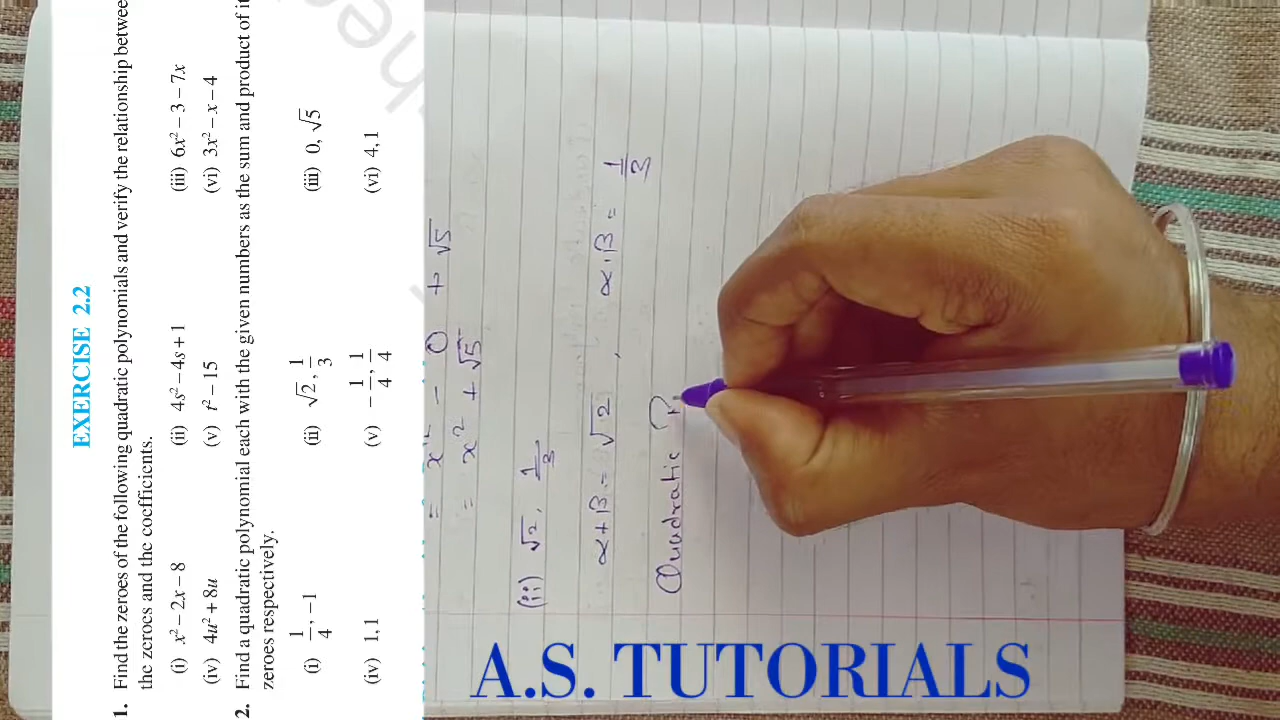 EXERCISE 2.2
1. Find the zeroes of the following quadratic polynomials and verify the relationship
the zeroes and the coefficients.
(i) x² – 2x – 8 (ii) 4s² – 4s + 1 (iii) 6x² – 3 – 7x
(iv) 4u² + 8u (v) t² – 15 (vi) 3x² – x – 4
2. Find a quadratic polynomial each with the given numbers as the sum and product of
zeroes respectively.
(i) 1/4, –1 (ii) √2, 1/3 (iii) 0, √5
(iv) 1, 1 (v) –1/4, 1/4 (vi) 4, 1
= x² – 0 + √5
= x² + √5
(ii) √2, 1/3
α+β = √2, α.β = 1/3
Quadratic P
A.S. TUTORIALS